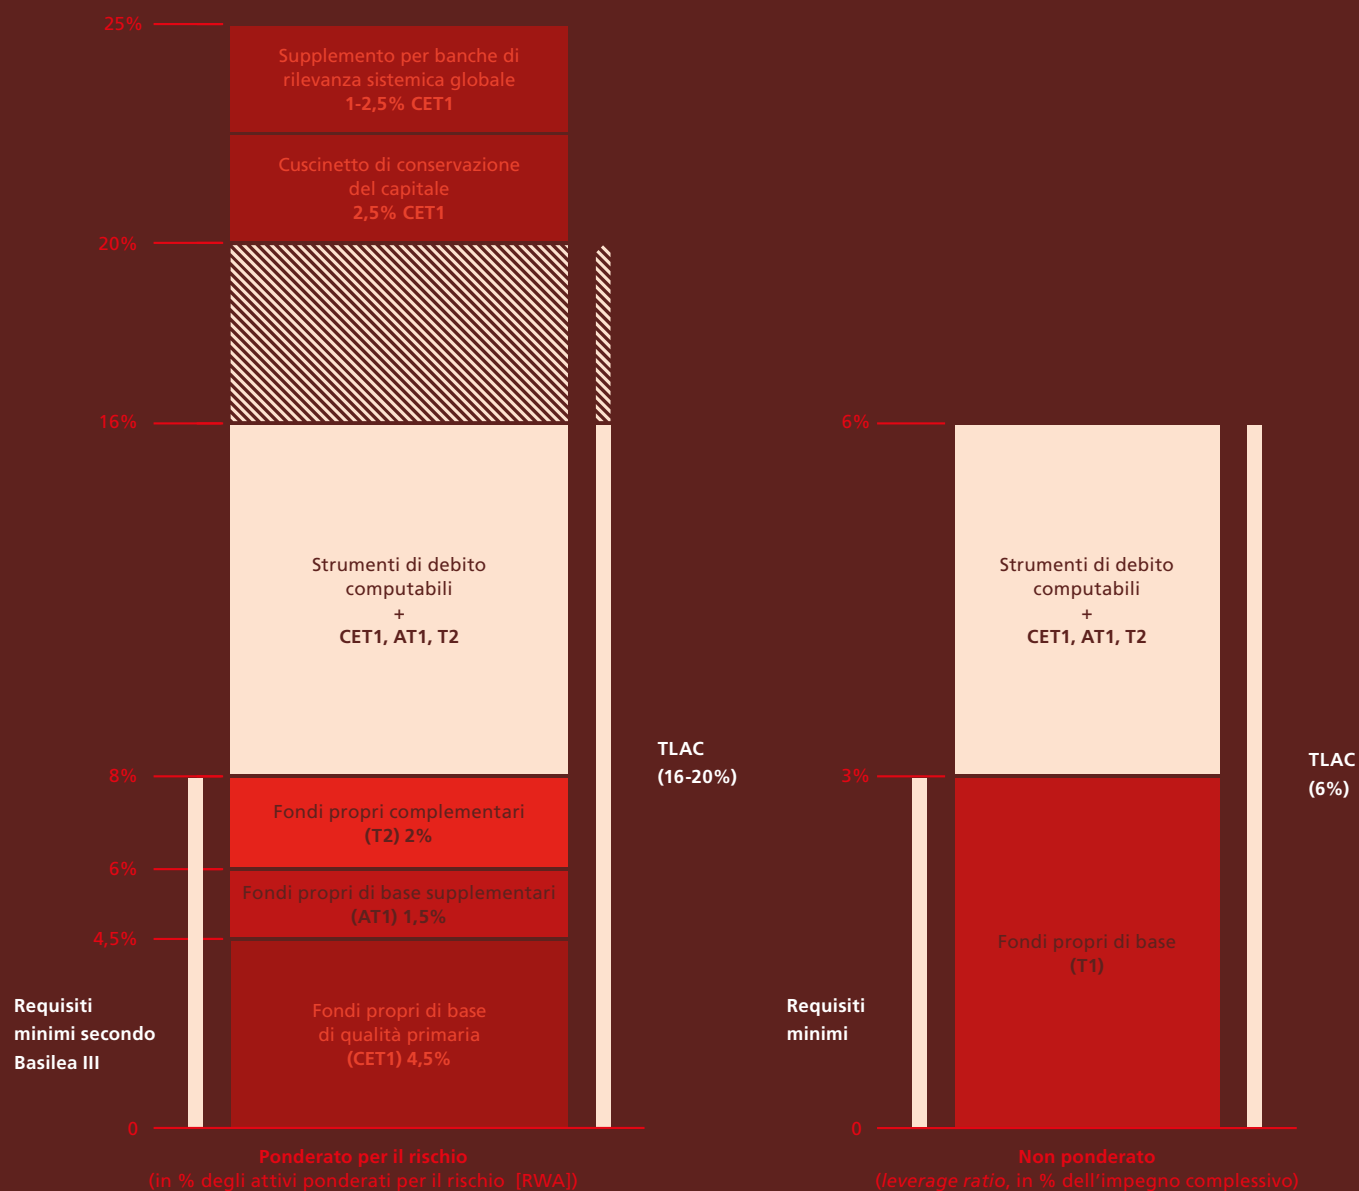 25%
Supplemento per banche di
rilevanza sistemica globale
1-2,5% CET1
Cuscinetto di conservazione
del capitale
2,5% CET1
20%
16%
Strumenti di debito
computabili
+
CET1, AT1, T2
TLAC
(16-20%)
8%
Fondi propri complementari
(T2) 2%
6%
Fondi propri di base supplementari
(AT1) 1,5%
4,5%
Requisiti
minimi secondo
Basilea III
Fondi propri di base
di qualità primaria
(CET1) 4,5%
0
Ponderato per il rischio
(in % degli attivi ponderati per il rischio [RWA])
6%
Strumenti di debito
computabili
+
CET1, AT1, T2
TLAC
(6%)
3%
Fondi propri di base
(T1)
Requisiti
minimi
0
Non ponderato
(leverage ratio, in % dell'impegno complessivo)